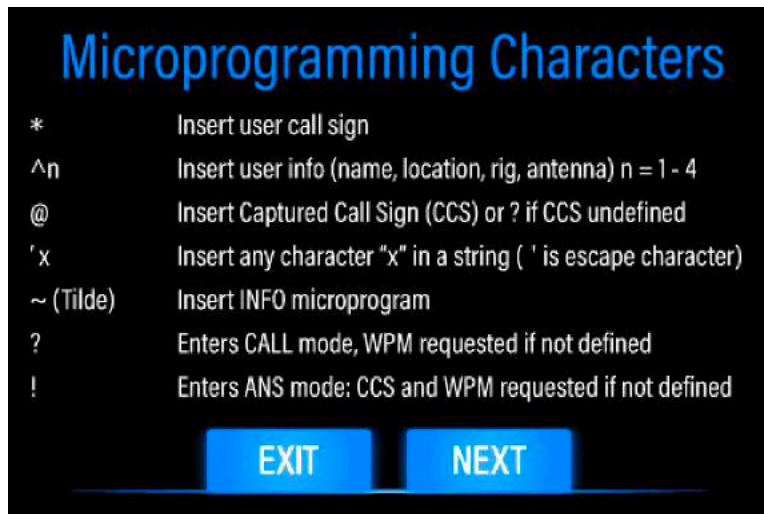 Microprogramming Characters
* Insert user call sign
^n Insert user info (name, location, rig, antenna) n = 1 - 4
@ Insert Captured Call Sign (CCS) or ? if CCS undefined
'x Insert any character “x” in a string ( ' is escape character)
~ (Tilde) Insert INFO microprogram
? Enters CALL mode, WPM requested if not defined
! Enters ANS mode: CCS and WPM requested if not defined
EXIT NEXT